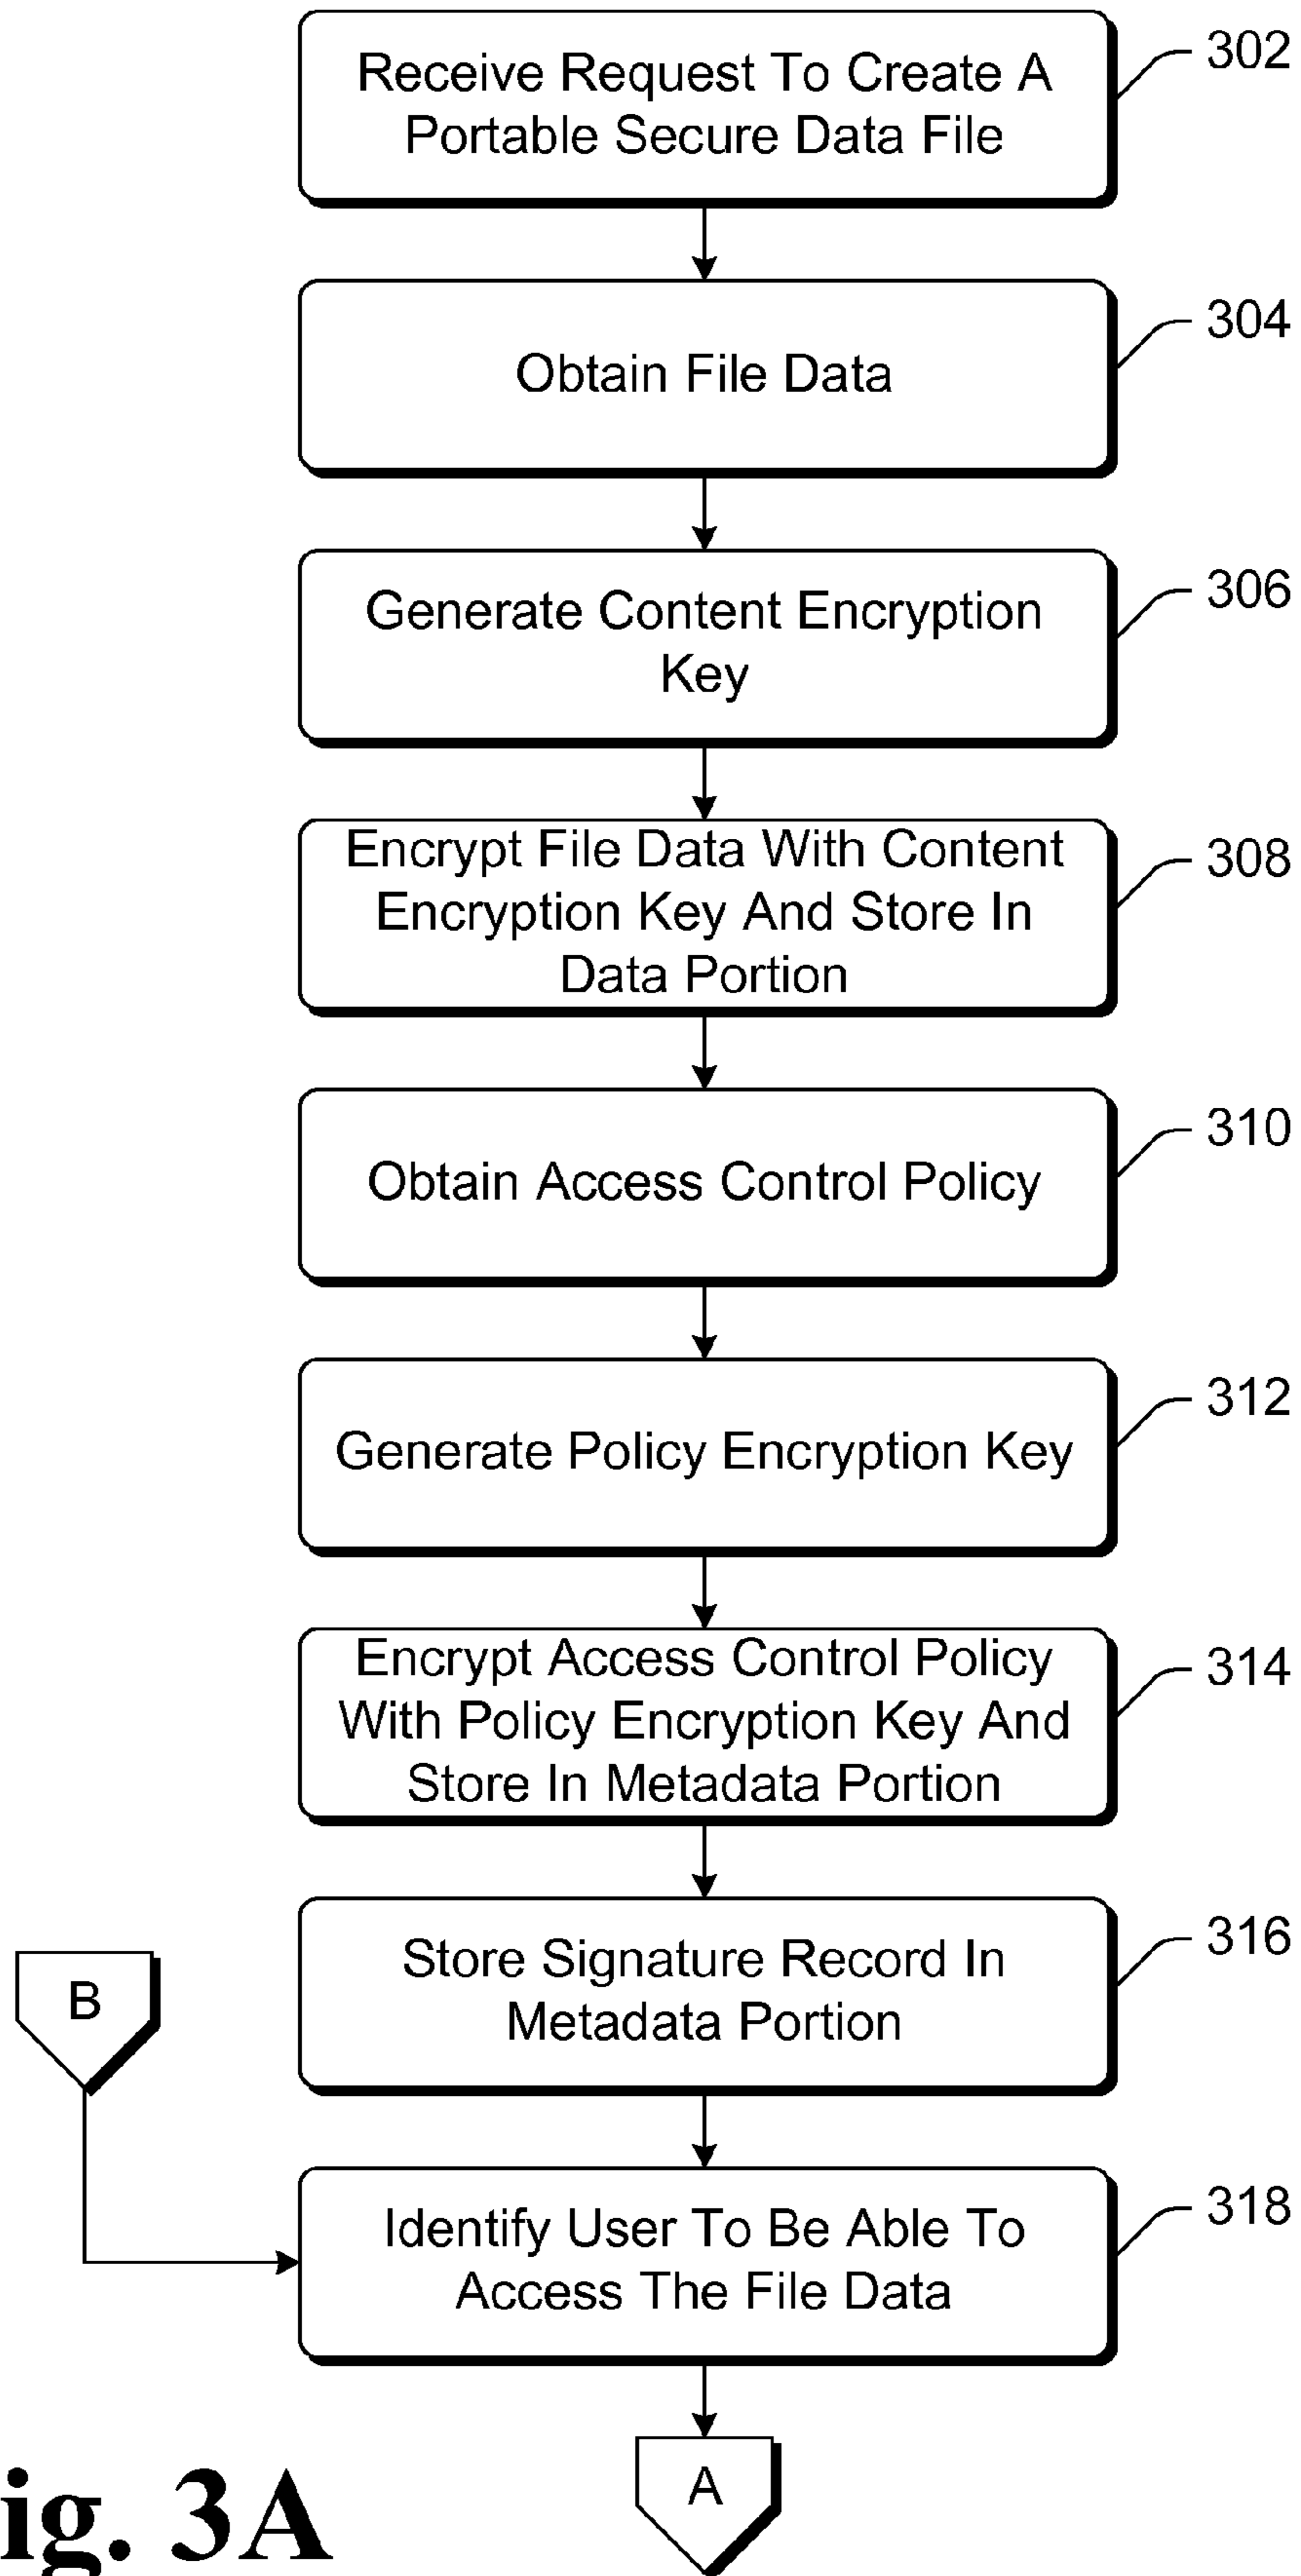 Receive Request To Create A
Portable Secure Data File
302
Obtain File Data
304
Generate Content Encryption
Key
306
Encrypt File Data With Content
Encryption Key And Store In
Data Portion
308
Obtain Access Control Policy
310
Generate Policy Encryption Key
312
Encrypt Access Control Policy
With Policy Encryption Key And
Store In Metadata Portion
314
Store Signature Record In
Metadata Portion
316
B
Identify User To Be Able To
Access The File Data
318
A
ig. 3A